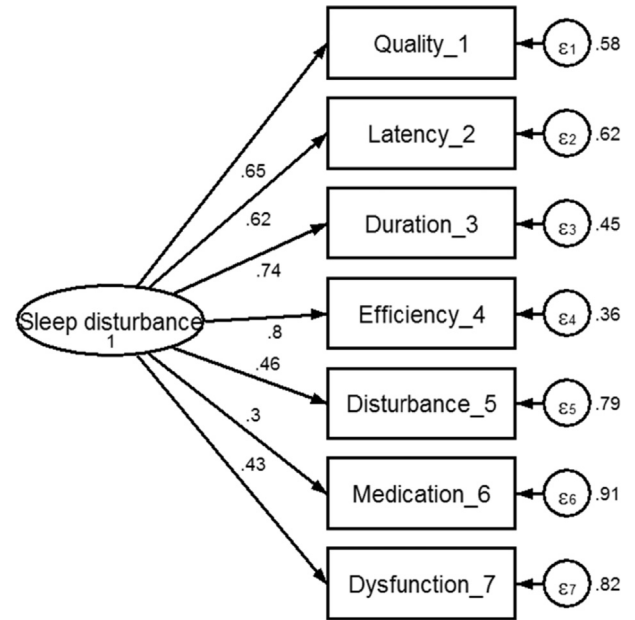 Quality_1
ε1
.58
Latency_2
ε2
.62
.65
.62
Duration_3
ε3
.45
.74
Sleep disturbance
1
.8
Efficiency_4
ε4
.36
.46
Disturbance_5
ε5
.79
.3
.43
Medication_6
ε6
.91
Dysfunction_7
ε7
.82